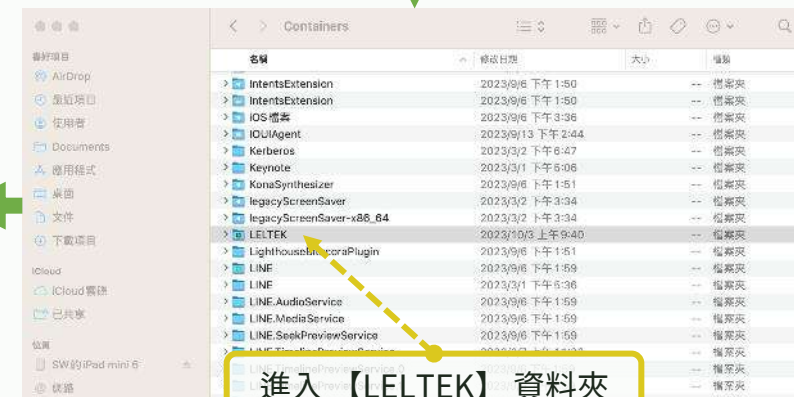 Containers
喜好項目
AirDrop
最近項目
使用者
Documents
應用程式
桌面
文件
下載項目
iCloud
iCloud雲碟
已共享
位置
SW的iPad mini 6
網路
名稱 修改日期 大小 種類
IntentsExtension 2023/9/6 下午1:50 -- 檔案夾
IntentsExtension 2023/9/6 下午1:50 -- 檔案夾
iOS檔案 2023/9/6 下午3:36 -- 檔案夾
IOUIAgent 2023/9/13 下午2:44 -- 檔案夾
Kerberos 2023/3/2 下午6:47 -- 檔案夾
Keynote 2023/3/1 下午5:06 -- 檔案夾
KonaSynthesizer 2023/9/6 下午1:51 -- 檔案夾
legacyScreenSaver 2023/3/2 下午3:34 -- 檔案夾
legacyScreenSaver-x86_64 2023/3/2 下午3:34 -- 檔案夾
LELTEK 2023/10/3 上午9:40 -- 檔案夾
2023/9/6 下午1:51 -- 檔案夾
LINE 2023/9/6 下午1:59 -- 檔案夾
LINE 2023/3/1 下午5:36 -- 檔案夾
LINE.AudioService 2023/9/6 下午1:59 -- 檔案夾
LINE.MediaService 2023/9/6 下午1:59 -- 檔案夾
LINE.SeekPreviewService 2023/9/6 下午1:59 -- 檔案夾
-- 檔案夾
-- 檔案夾
-- 檔案夾
進入 【LELTEK】 資料夾